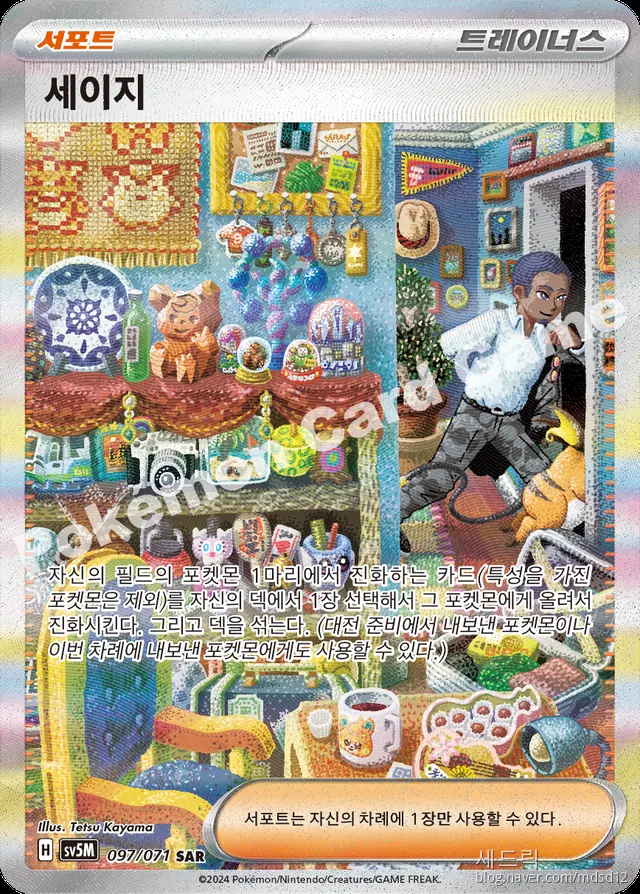 서포트
트레이너스
세이지
Pokémon Card Game
자신의 필드의 포켓몬 1마리에서 진화하는 카드(특성을 가진
포켓몬은 제외)를 자신의 덱에서 1장 선택해서 그 포켓몬에게 올려서
진화시킨다. 그리고 덱을 섞는다. (대전 준비에서 내보낸 포켓몬이나
이번 차례에 내보낸 포켓몬에게도 사용할 수 있다.)
서포트는 자신의 차례에 1장만 사용할 수 있다.
Illus. Tetsu Kayama
H sv5M 097/071 SAR
©2024 Pokémon/Nintendo/Creatures/GAME FREAK.
세드릭
blog.naver.com/mdsd12